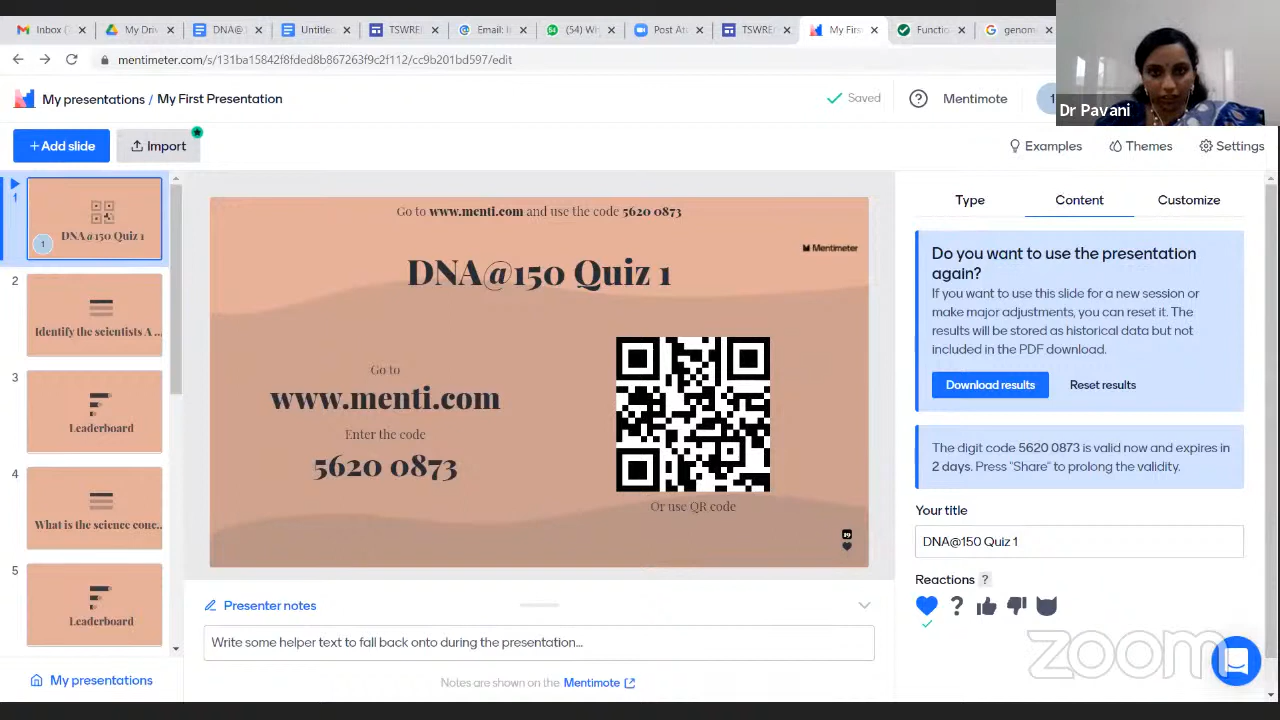 Inbox (
My Driv
DNA@1
Untitled
TSWREI
Email: In
(54) W
Post At
TSWREI
My Firs
Functio
genom
mentimeter.com/s/131ba15842f8fded8b867263f9c2f112/cc9b201bd597/edit
My presentations / My First Presentation
Saved
Mentimote
1
Dr Pavani
+ Add slide
Import
Examples
Themes
Settings
1
DNA@150 Quiz 1
1
2
Identify the scientists A ...
3
Leaderboard
4
What is the science conc...
5
Leaderboard
My presentations
Go to www.menti.com and use the code 5620 0873
Mentimeter
DNA@150 Quiz 1
Go to
www.menti.com
Enter the code
5620 0873
Or use QR code
19
Presenter notes
Write some helper text to fall back onto during the presentation...
Notes are shown on the Mentimote
Type
Content
Customize
Do you want to use the presentation
again?
If you want to use this slide for a new session or
make major adjustments, you can reset it. The
results will be stored as historical data but not
included in the PDF download.
Download results
Reset results
The digit code 5620 0873 is valid now and expires in
2 days. Press "Share" to prolong the validity.
Your title
DNA@150 Quiz 1
Reactions ?
zoom